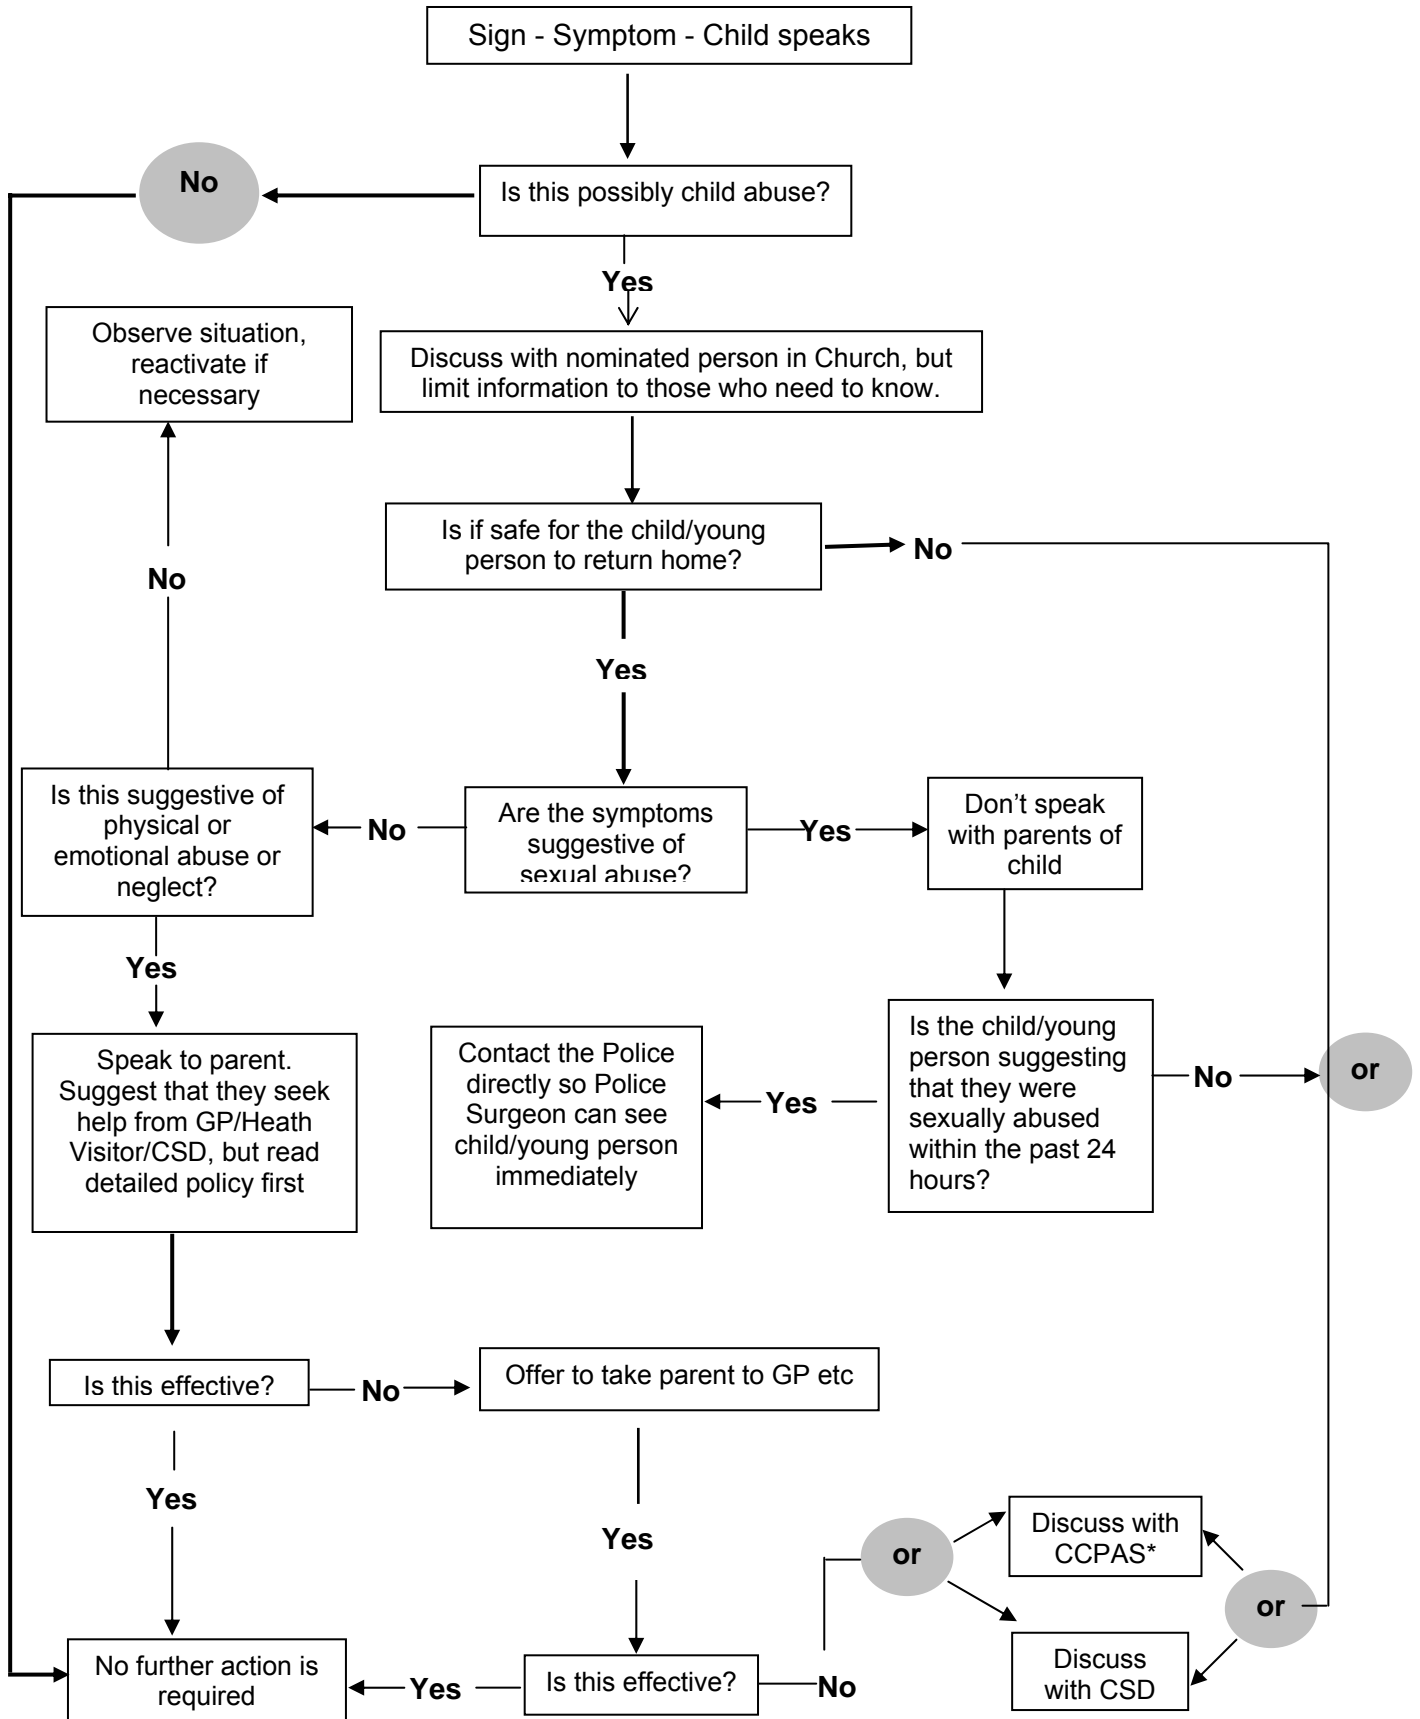 Sign - Symptom - Child speaks
No
Is this possibly child abuse?
Yes
Observe situation,
reactivate if
necessary
Discuss with nominated person in Church, but
limit information to those who need to know.
Is if safe for the child/young
person to return home?
No
No
Yes
Is this suggestive of
physical or
emotional abuse or
neglect?
No
Are the symptoms
suggestive of
sexual abuse?
Yes
Don't speak
with parents of
child
Yes
Speak to parent.
Suggest that they seek
help from GP/Heath
Visitor/CSD, but read
detailed policy first
Contact the Police
directly so Police
Surgeon can see
child/young person
immediately
Yes
Is the child/young
person suggesting
that they were
sexually abused
within the past 24
hours?
No
or
Is this effective?
No
Offer to take parent to GP etc
Yes
Yes
or
Discuss with
CCPAS*
or
No further action is
required
Yes
Is this effective?
No
Discuss
with CSD